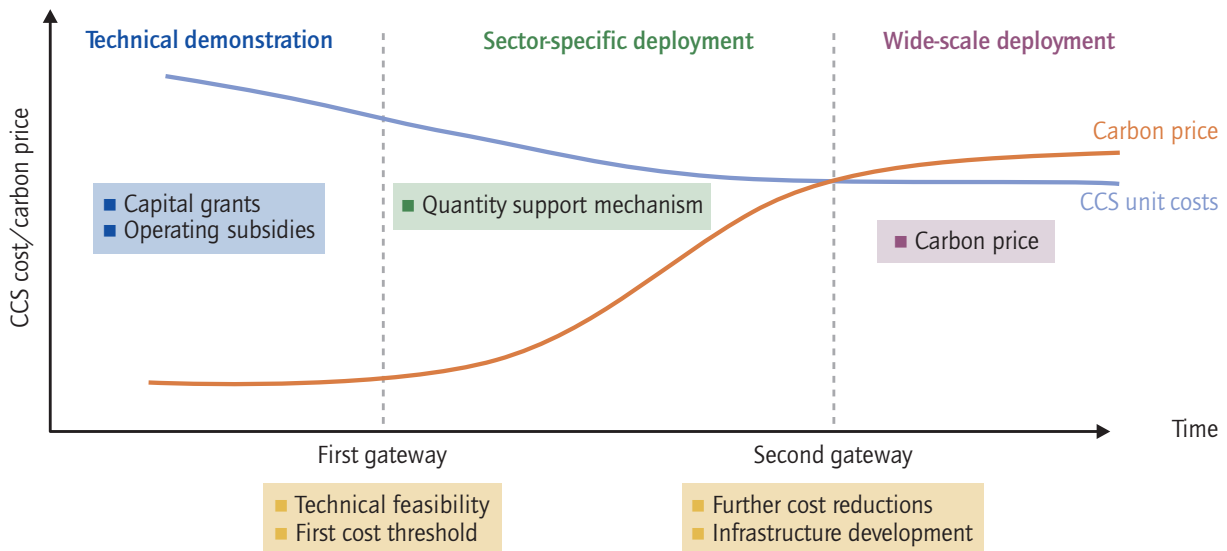 Technical demonstration
Sector-specific deployment
Wide-scale deployment
CCS cost/carbon price
Carbon price
CCS unit costs
■ Capital grants
■ Operating subsidies
■ Quantity support mechanism
■ Carbon price
Time
First gateway
Second gateway
■ Technical feasibility
■ First cost threshold
■ Further cost reductions
■ Infrastructure development